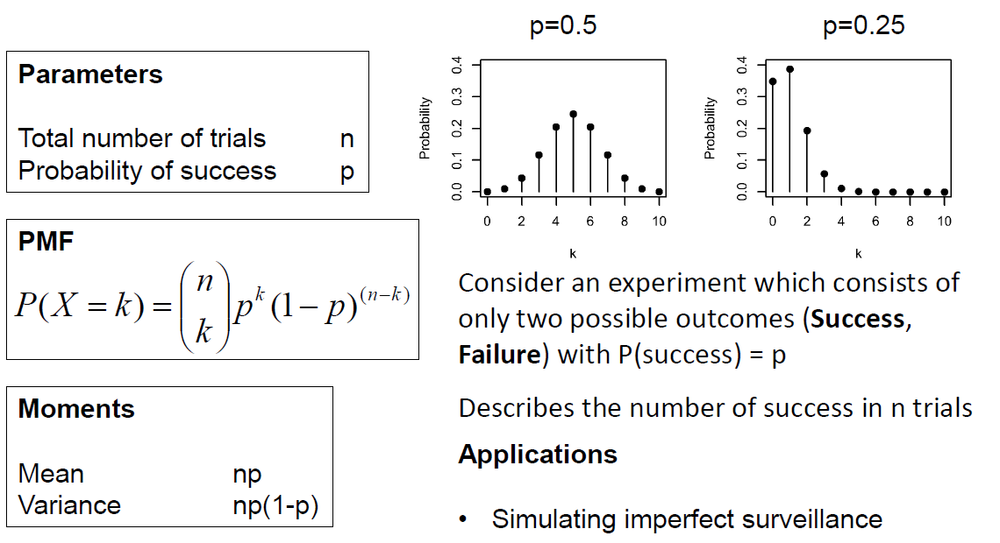 Parameters
Total number of trials n
Probability of success p
PMF
P(X = k) = (n k) p^k (1 − p)^(n−k)
Moments
Mean np
Variance np(1-p)
p=0.5
Probability
0.0 0.1 0.2 0.3 0.4
0 2 4 6 8 10
k
p=0.25
Probability
0.0 0.1 0.2 0.3 0.4
0 2 4 6 8 10
k
Consider an experiment which consists of
only two possible outcomes (Success,
Failure) with P(success) = p
Describes the number of success in n trials
Applications
• Simulating imperfect surveillance